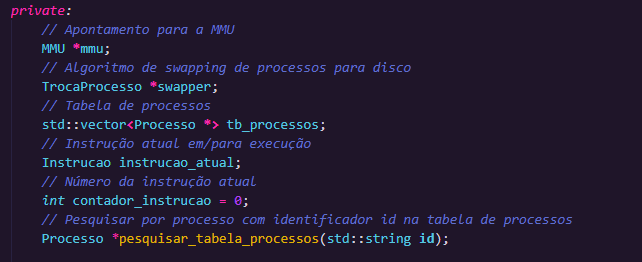 private:
// Apontamento para a MMU
MMU *mmu;
// Algoritmo de swapping de processos para disco
TrocaProcesso *swapper;
// Tabela de processos
std::vector<Processo *> tb_processos;
// Instrução atual em/para execução
Instrucao instrucao_atual;
// Número da instrução atual
int contador_instrucao = 0;
// Pesquisar por processo com identificador id na tabela de processos
Processo *pesquisar_tabela_processos(std::string id);